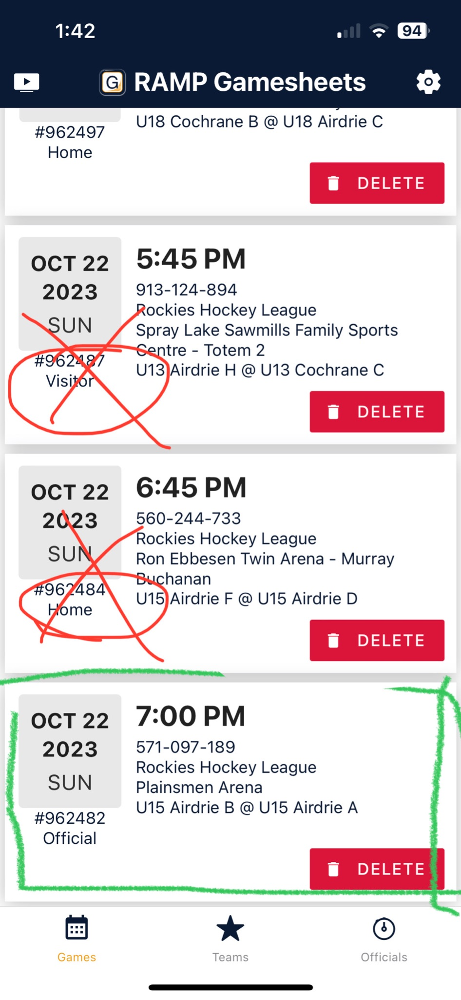 1:42
94
G RAMP Gamesheets
U18 Cochrane B @ U18 Airdrie C
#962497
Home
DELETE
OCT 22
2023
SUN
#962487
Visitor
5:45 PM
913-124-894
Rockies Hockey League
Spray Lake Sawmills Family Sports
Centre - Totem 2
U13 Airdrie H @ U13 Cochrane C
DELETE
OCT 22
2023
SUN
#962484
Home
6:45 PM
560-244-733
Rockies Hockey League
Ron Ebbesen Twin Arena - Murray
Buchanan
U15 Airdrie F @ U15 Airdrie D
DELETE
OCT 22
2023
SUN
#962482
Official
7:00 PM
571-097-189
Rockies Hockey League
Plainsmen Arena
U15 Airdrie B @ U15 Airdrie A
DELETE
Games
Teams
Officials